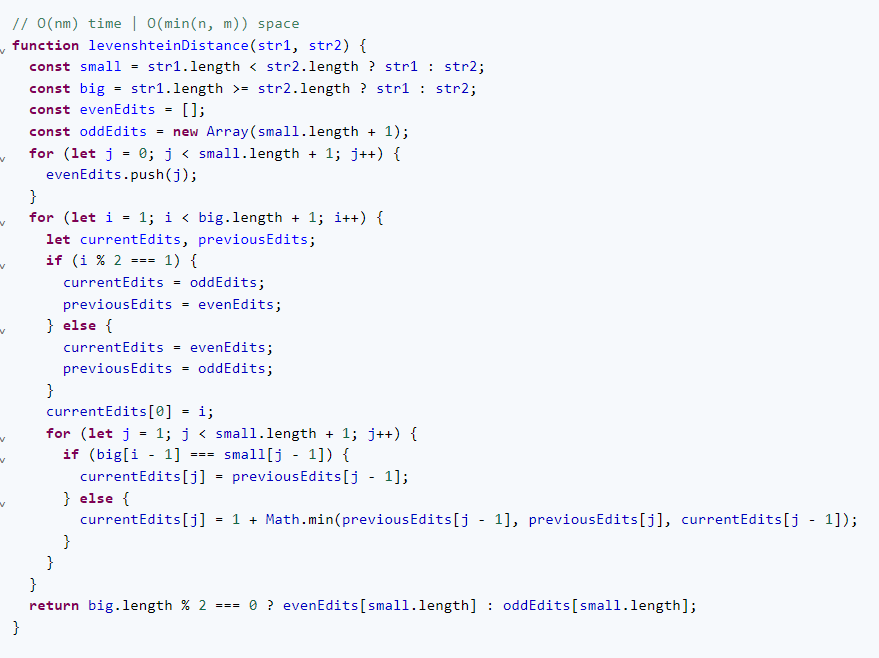 // O(nm) time | O(min(n, m)) space
function levenshteinDistance(str1, str2) {
  const small = str1.length < str2.length ? str1 : str2;
  const big = str1.length >= str2.length ? str1 : str2;
  const evenEdits = [];
  const oddEdits = new Array(small.length + 1);
  for (let j = 0; j < small.length + 1; j++) {
    evenEdits.push(j);
  }
  for (let i = 1; i < big.length + 1; i++) {
    let currentEdits, previousEdits;
    if (i % 2 === 1) {
      currentEdits = oddEdits;
      previousEdits = evenEdits;
    } else {
      currentEdits = evenEdits;
      previousEdits = oddEdits;
    }
    currentEdits[0] = i;
    for (let j = 1; j < small.length + 1; j++) {
      if (big[i - 1] === small[j - 1]) {
        currentEdits[j] = previousEdits[j - 1];
      } else {
        currentEdits[j] = 1 + Math.min(previousEdits[j - 1], previousEdits[j], currentEdits[j - 1]);
      }
    }
  }
  return big.length % 2 === 0 ? evenEdits[small.length] : oddEdits[small.length];
}